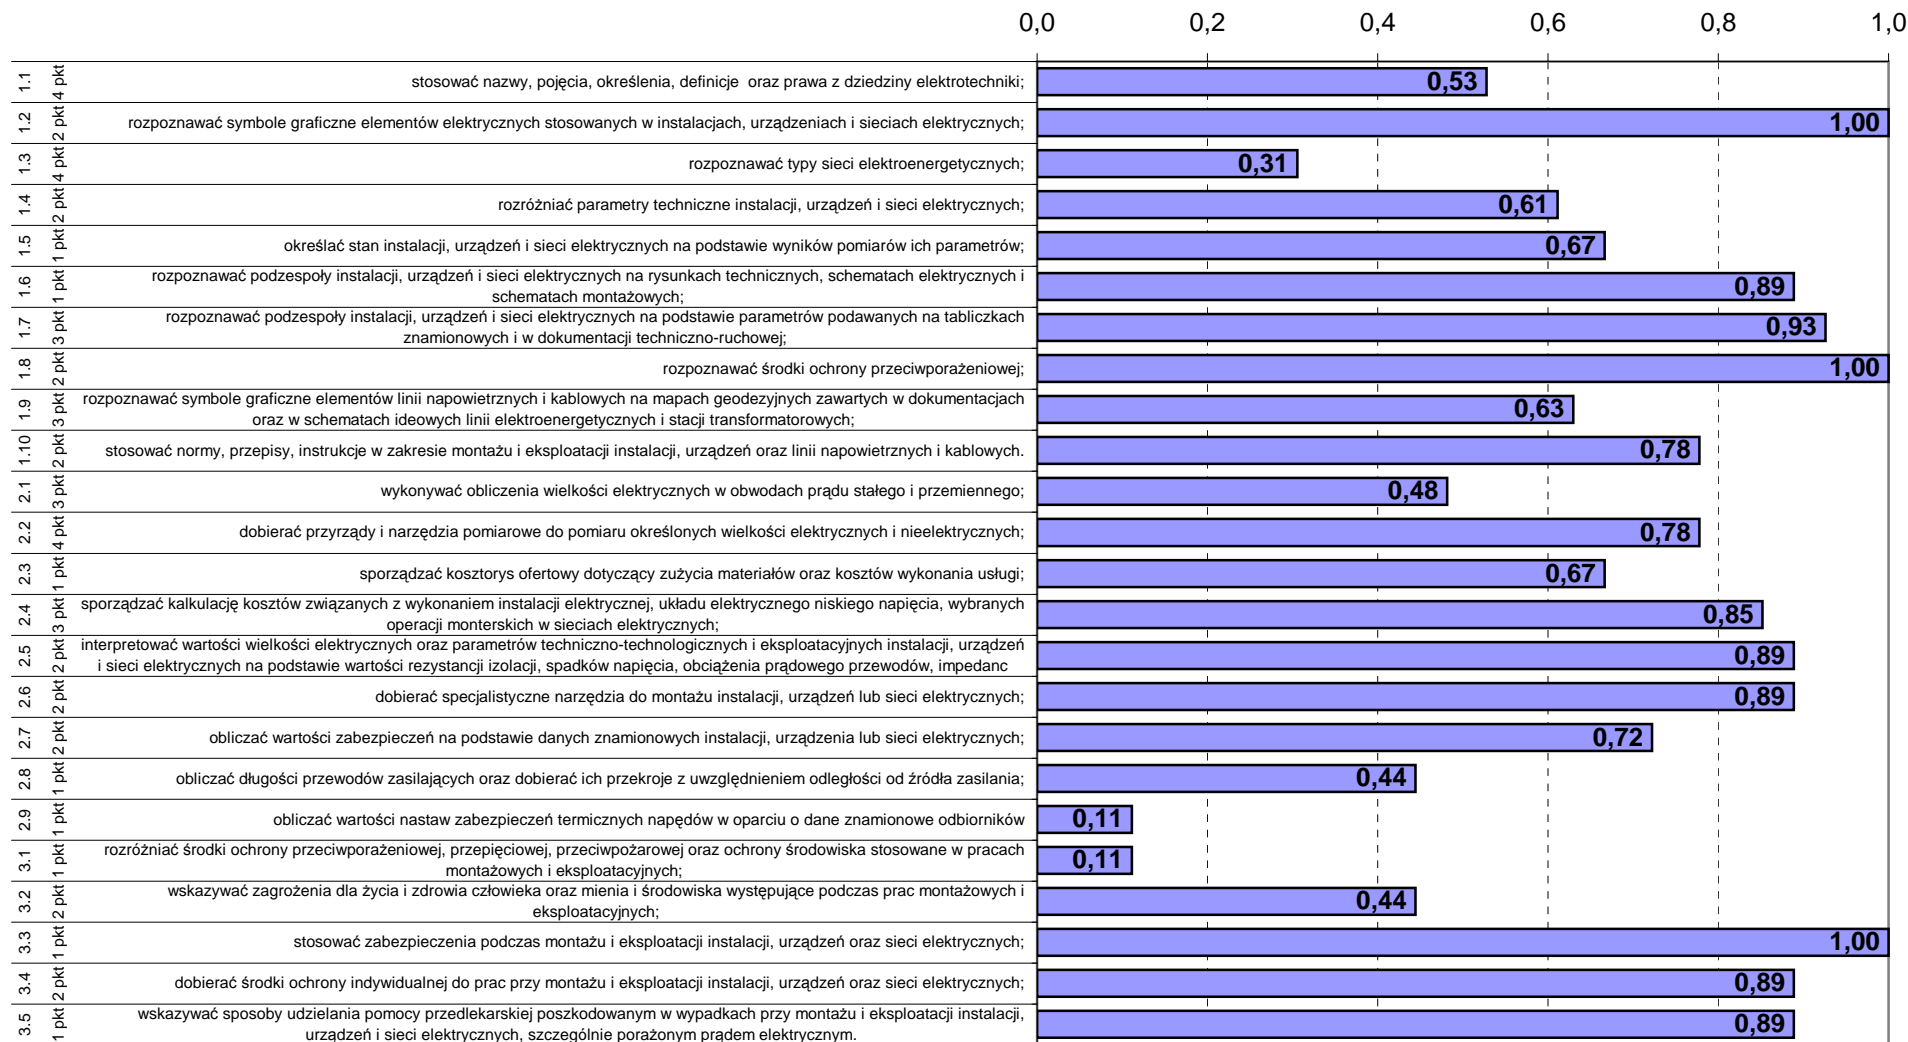 0,0 0,2 0,4 0,6 0,8 1,0
1.1 4 pkt stosować nazwy, pojęcia, określenia, definicje  oraz prawa z dziedziny elektrotechniki; 0,53
1.2 2 pkt rozpoznawać symbole graficzne elementów elektrycznych stosowanych w instalacjach, urządzeniach i sieciach elektrycznych; 1,00
1.3 4 pkt rozpoznawać typy sieci elektroenergetycznych; 0,31
1.4 2 pkt rozróżniać parametry techniczne instalacji, urządzeń i sieci elektrycznych; 0,61
1.5 1 pkt określać stan instalacji, urządzeń i sieci elektrycznych na podstawie wyników pomiarów ich parametrów; 0,67
1.6 1 pkt rozpoznawać podzespoły instalacji, urządzeń i sieci elektrycznych na rysunkach technicznych, schematach elektrycznych i
schematach montażowych; 0,89
1.7 3 pkt rozpoznawać podzespoły instalacji, urządzeń i sieci elektrycznych na podstawie parametrów podawanych na tabliczkach
znamionowych i w dokumentacji techniczno-ruchowej; 0,93
1.8 2 pkt rozpoznawać środki ochrony przeciwporażeniowej; 1,00
1.9 3 pkt rozpoznawać symbole graficzne elementów linii napowietrznych i kablowych na mapach geodezyjnych zawartych w dokumentacjach
oraz w schematach ideowych linii elektroenergetycznych i stacji transformatorowych; 0,63
1.10 2 pkt stosować normy, przepisy, instrukcje w zakresie montażu i eksploatacji instalacji, urządzeń oraz linii napowietrznych i kablowych. 0,78
2.1 3 pkt wykonywać obliczenia wielkości elektrycznych w obwodach prądu stałego i przemiennego; 0,48
2.2 4 pkt dobierać przyrządy i narzędzia pomiarowe do pomiaru określonych wielkości elektrycznych i nieelektrycznych; 0,78
2.3 1 pkt sporządzać kosztorys ofertowy dotyczący zużycia materiałów oraz kosztów wykonania usługi; 0,67
2.4 3 pkt sporządzać kalkulację kosztów związanych z wykonaniem instalacji elektrycznej, układu elektrycznego niskiego napięcia, wybranych
operacji monterskich w sieciach elektrycznych; 0,85
2.5 2 pkt interpretować wartości wielkości elektrycznych oraz parametrów techniczno-technologicznych i eksploatacyjnych instalacji, urządzeń
i sieci elektrycznych na podstawie wartości rezystancji izolacji, spadków napięcia, obciążenia prądowego przewodów, impedanc 0,89
2.6 2 pkt dobierać specjalistyczne narzędzia do montażu instalacji, urządzeń lub sieci elektrycznych; 0,89
2.7 2 pkt obliczać wartości zabezpieczeń na podstawie danych znamionowych instalacji, urządzenia lub sieci elektrycznych; 0,72
2.8 1 pkt obliczać długości przewodów zasilających oraz dobierać ich przekroje z uwzględnieniem odległości od źródła zasilania; 0,44
2.9 1 pkt obliczać wartości nastaw zabezpieczeń termicznych napędów w oparciu o dane znamionowe odbiorników 0,11
3.1 1 pkt rozróżniać środki ochrony przeciwporażeniowej, przepięciowej, przeciwpożarowej oraz ochrony środowiska stosowane w pracach
montażowych i eksploatacyjnych; 0,11
3.2 2 pkt wskazywać zagrożenia dla życia i zdrowia człowieka oraz mienia i środowiska występujące podczas prac montażowych i
eksploatacyjnych; 0,44
3.3 1 pkt stosować zabezpieczenia podczas montażu i eksploatacji instalacji, urządzeń oraz sieci elektrycznych; 1,00
3.4 2 pkt dobierać środki ochrony indywidualnej do prac przy montażu i eksploatacji instalacji, urządzeń oraz sieci elektrycznych; 0,89
3.5 1 pkt wskazywać sposoby udzielania pomocy przedlekarskiej poszkodowanym w wypadkach przy montażu i eksploatacji instalacji,
urządzeń i sieci elektrycznych, szczególnie porażonym prądem elektrycznym. 0,89